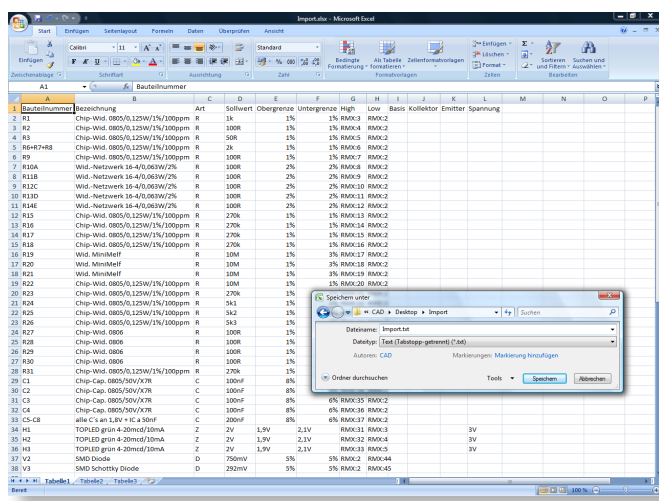 Import.xlsx - Microsoft Excel
Start Einfügen Seitenlayout Formeln Daten Überprüfen Ansicht
Calibri 11 Standard
Einfügen F K U Bedingte Formatierung Als Tabelle formatieren Zellenformatvorlagen Einfügen Löschen Format Sortieren und Filtern Suchen und Auswählen
Zwischenablage Schriftart Ausrichtung Zahl Formatvorlagen Zellen Bearbeiten
A1 fx Bauteilnummer
A B C D E F G H I J K L M N O P
1 Bauteilnummer Bezeichnung Art Sollwert Obergrenze Untergrenze High Low Basis Kollektor Emitter Spannung
2 R1 Chip-Wid. 0805/0,125W/1%/100ppm R 1k 1% 1% RMX:3 RMX:2
3 R2 Chip-Wid. 0805/0,125W/1%/100ppm R 100R 1% 1% RMX:4 RMX:2
4 R3 Chip-Wid. 0805/0,125W/1%/100ppm R 50R 1% 1% RMX:5 RMX:2
5 R6+R7+R8 Chip-Wid. 0805/0,125W/1%/100ppm R 2k 1% 1% RMX:6 RMX:2
6 R9 Chip-Wid. 0805/0,125W/1%/100ppm R 100R 1% 1% RMX:7 RMX:2
7 R10A Wid.-Netzwerk 16-4/0,063W/2% R 100R 2% 2% RMX:8 RMX:2
8 R11B Wid.-Netzwerk 16-4/0,063W/2% R 100R 2% 2% RMX:9 RMX:2
9 R12C Wid.-Netzwerk 16-4/0,063W/2% R 100R 2% 2% RMX:10 RMX:2
10 R13D Wid.-Netzwerk 16-4/0,063W/2% R 100R 2% 2% RMX:11 RMX:2
11 R14E Wid.-Netzwerk 16-4/0,063W/2% R 100R 2% 2% RMX:12 RMX:2
12 R15 Chip-Wid. 0805/0,125W/1%/100ppm R 270k 1% 1% RMX:13 RMX:2
13 R16 Chip-Wid. 0805/0,125W/1%/100ppm R 270k 1% 1% RMX:14 RMX:2
14 R17 Chip-Wid. 0805/0,125W/1%/100ppm R 270k 1% 1% RMX:15 RMX:2
15 R18 Chip-Wid. 0805/0,125W/1%/100ppm R 270k 1% 1% RMX:16 RMX:2
16 R19 Wid. MiniMelf R 10M 1% 3% RMX:17 RMX:2
17 R20 Wid. MiniMelf R 10M 1% 3% RMX:18 RMX:2
18 R21 Wid. MiniMelf R 10M 1% 3% RMX:19 RMX:2
19 R22 Chip-Wid. 0805/0,125W/1%/100ppm R 10M 1% 1% RMX:20 RMX:2
20 R23 Chip-Wid. 0805/0,125W/1%/100ppm R 270k 1%
21 R24 Chip-Wid. 0805/0,125W/1%/100ppm R 5k1 1%
22 R25 Chip-Wid. 0805/0,125W/1%/100ppm R 5k2 1%
23 R26 Chip-Wid. 0805/0,125W/1%/100ppm R 5k3 1%
24 R27 Chip-Wid. 0806 R 100R 1%
25 R28 Chip-Wid. 0806 R 100R 1%
26 R29 Chip-Wid. 0806 R 100R 1%
27 R30 Chip-Wid. 0806 R 100R 1%
28 R31 Chip-Wid. 0805/0,125W/1%/100ppm R 270k 1%
29 C1 Chip-Cap. 0805/50V/X7R C 100nF 8%
30 C2 Chip-Cap. 0805/50V/X7R C 100nF 8%
31 C3 Chip-Cap. 0805/50V/X7R C 100nF 8% 6% RMX:35 RMX:2
32 C4 Chip-Cap. 0805/50V/X7R C 100nF 8% 6% RMX:36 RMX:2
33 C5-C8 alle C´s an 1,8V + IC a 50nF C 200nF 8% 6% RMX:37 RMX:2
34 H1 TOPLED grün 4-20mcd/10mA Z 2V 1,9V 2,1V RMX:31 RMX:3 3V
35 H2 TOPLED grün 4-20mcd/10mA Z 2V 1,9V 2,1V RMX:32 RMX:4 3V
36 H3 TOPLED grün 4-20mcd/10mA Z 2V 1,9V 2,1V RMX:33 RMX:5 3V
37 V2 SMD Diode D 750mV 5% 5% RMX:2 RMX:44
38 V3 SMD Schottky Diode D 292mV 5% 5% RMX:2 RMX:45
Speichern unter
CAD Desktop Import Suchen
Dateiname: Import.txt
Dateityp: Text (Tabstopp-getrennt) (*.txt)
Autoren: CAD Markierungen: Markierung hinzufügen
Ordner durchsuchen Tools Speichern Abbrechen
Tabelle1 Tabelle2 Tabelle3
Bereit 100 %